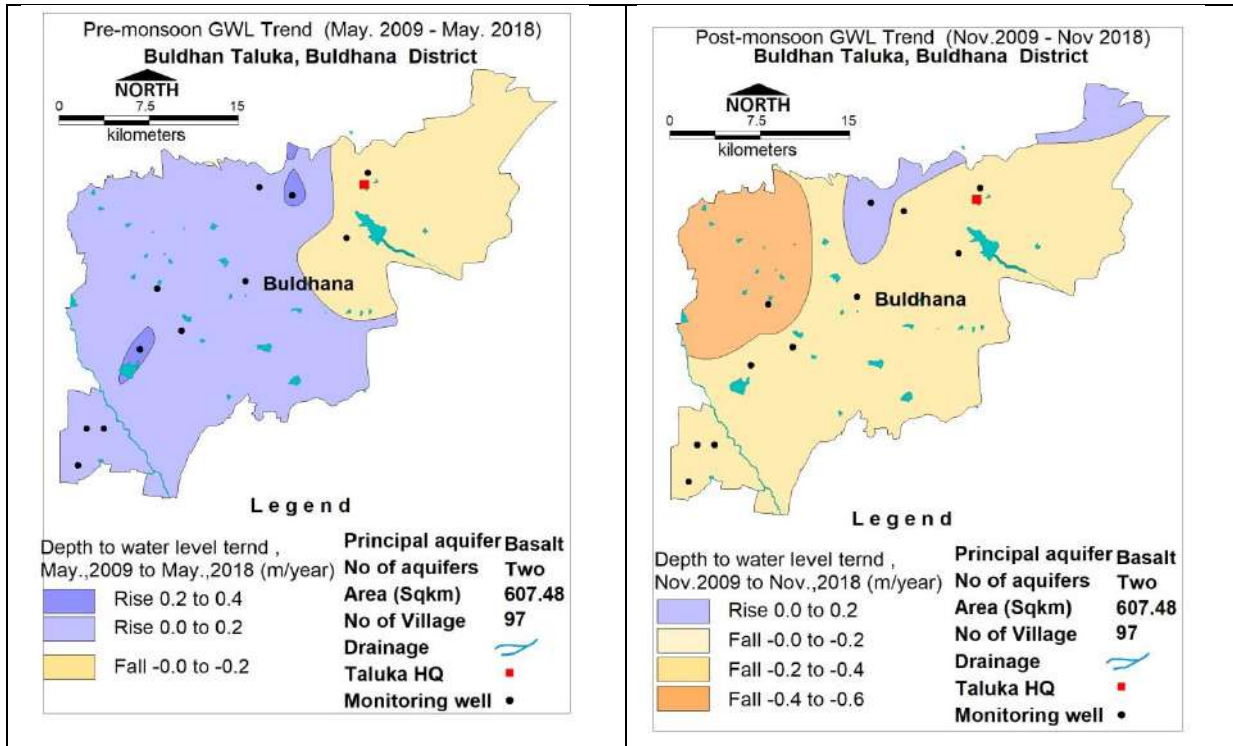 Pre-monsoon GWL Trend (May. 2009 - May. 2018)
Buldhan Taluka, Buldhana District
NORTH
0 7.5 15
kilometers
Buldhana
Legend
Depth to water level ternd ,
May.,2009 to May.,2018 (m/year)
Rise 0.2 to 0.4
Rise 0.0 to 0.2
Fall -0.0 to -0.2
Principal aquifer Basalt
No of aquifers Two
Area (Sqkm) 607.48
No of Village 97
Drainage
Taluka HQ
Monitoring well
Post-monsoon GWL Trend (Nov.2009 - Nov 2018)
Buldhan Taluka, Buldhana District
NORTH
0 7.5 15
kilometers
Buldhana
Legend
Depth to water level ternd ,
Nov.2009 to Nov.,2018 (m/year)
Rise 0.0 to 0.2
Fall -0.0 to -0.2
Fall -0.2 to -0.4
Fall -0.4 to -0.6
Principal aquifer Basalt
No of aquifers Two
Area (Sqkm) 607.48
No of Village 97
Drainage
Taluka HQ
Monitoring well